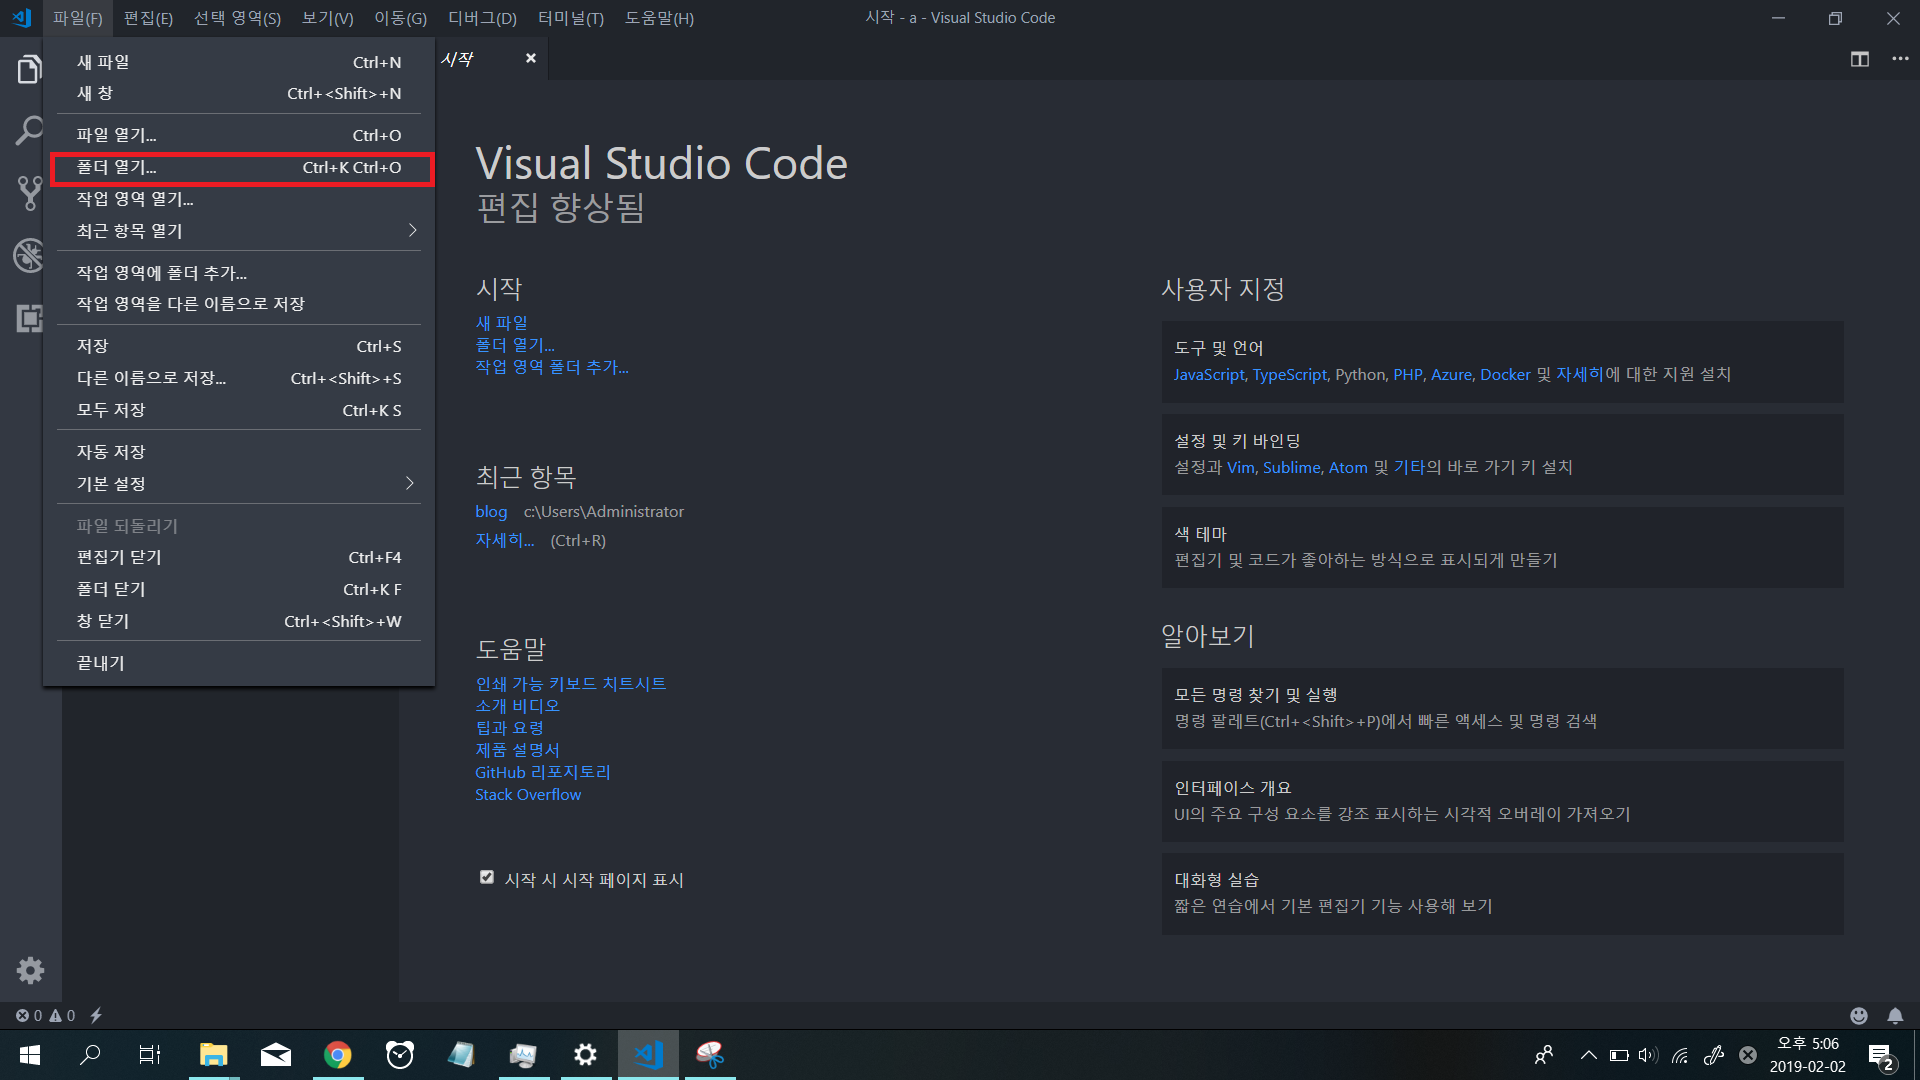 파일(F) 편집(E) 선택 영역(S) 보기(V) 이동(G) 디버그(D) 터미널(T) 도움말(H) 시작 - a - Visual Studio Code
시작
새 파일 Ctrl+N
새 창 Ctrl+<Shift>+N
파일 열기... Ctrl+O
폴더 열기... Ctrl+K Ctrl+O
작업 영역 열기...
최근 항목 열기
작업 영역에 폴더 추가...
작업 영역을 다른 이름으로 저장
저장 Ctrl+S
다른 이름으로 저장... Ctrl+<Shift>+S
모두 저장 Ctrl+K S
자동 저장
기본 설정
파일 되돌리기
편집기 닫기 Ctrl+F4
폴더 닫기 Ctrl+K F
창 닫기 Ctrl+<Shift>+W
끝내기
Visual Studio Code
편집 향상됨
시작
새 파일
폴더 열기...
작업 영역 폴더 추가...
최근 항목
blog c:\Users\Administrator
자세히... (Ctrl+R)
도움말
인쇄 가능 키보드 치트시트
소개 비디오
팁과 요령
제품 설명서
GitHub 리포지토리
Stack Overflow
시작 시 시작 페이지 표시
사용자 지정
도구 및 언어
JavaScript, TypeScript, Python, PHP, Azure, Docker 및 자세히에 대한 지원 설치
설정 및 키 바인딩
설정과 Vim, Sublime, Atom 및 기타의 바로 가기 키 설치
색 테마
편집기 및 코드가 좋아하는 방식으로 표시되게 만들기
알아보기
모든 명령 찾기 및 실행
명령 팔레트(Ctrl+<Shift>+P)에서 빠른 액세스 및 명령 검색
인터페이스 개요
UI의 주요 구성 요소를 강조 표시하는 시각적 오버레이 가져오기
대화형 실습
짧은 연습에서 기본 편집기 기능 사용해 보기
0 0
오후 5:06
2019-02-02
2